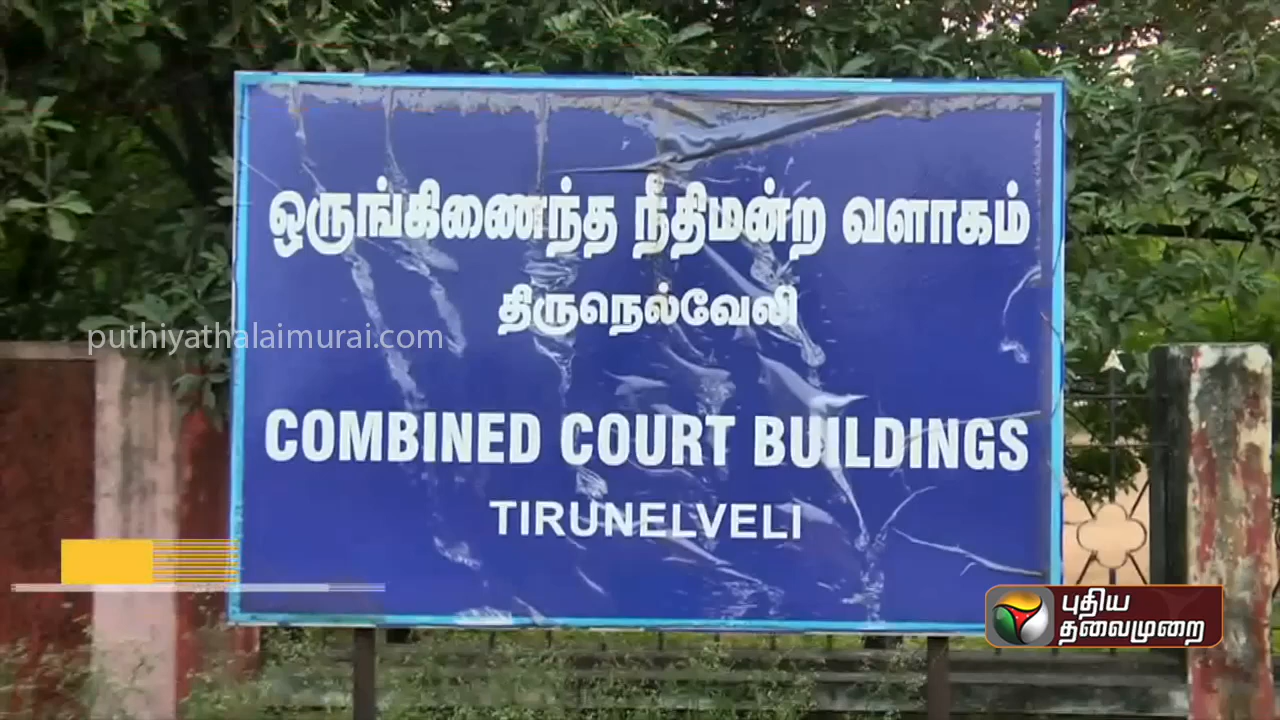 ஒருங்கிணைந்த நீதிமன்ற வளாகம்
திருநெல்வேலி
puthiyathalaimurai.com
COMBINED COURT BUILDINGS
TIRUNELVELI
புதிய
தலைமுறை